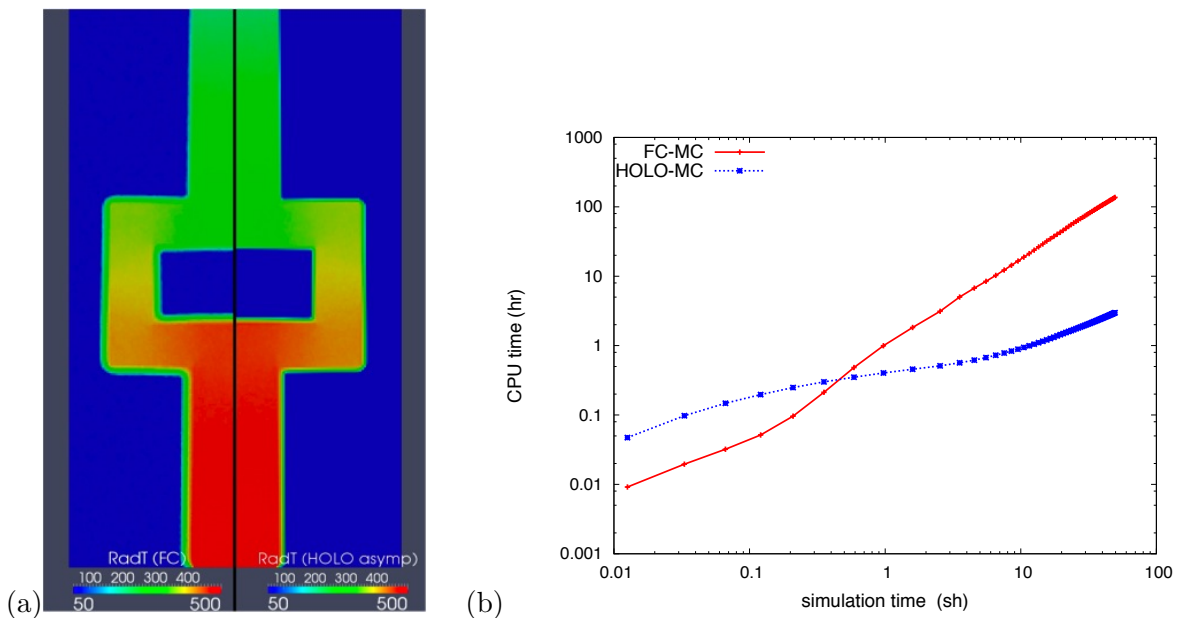 RadT (FC)
100 200 300 400
50 500
RadT (HOLO asymp)
100 200 300 400
50 500
(a)
FC-MC
HOLO-MC
1000
100
10
1
0.1
0.01
0.001
CPU time (hr)
0.01 0.1 1 10 100
simulation time (sh)
(b)